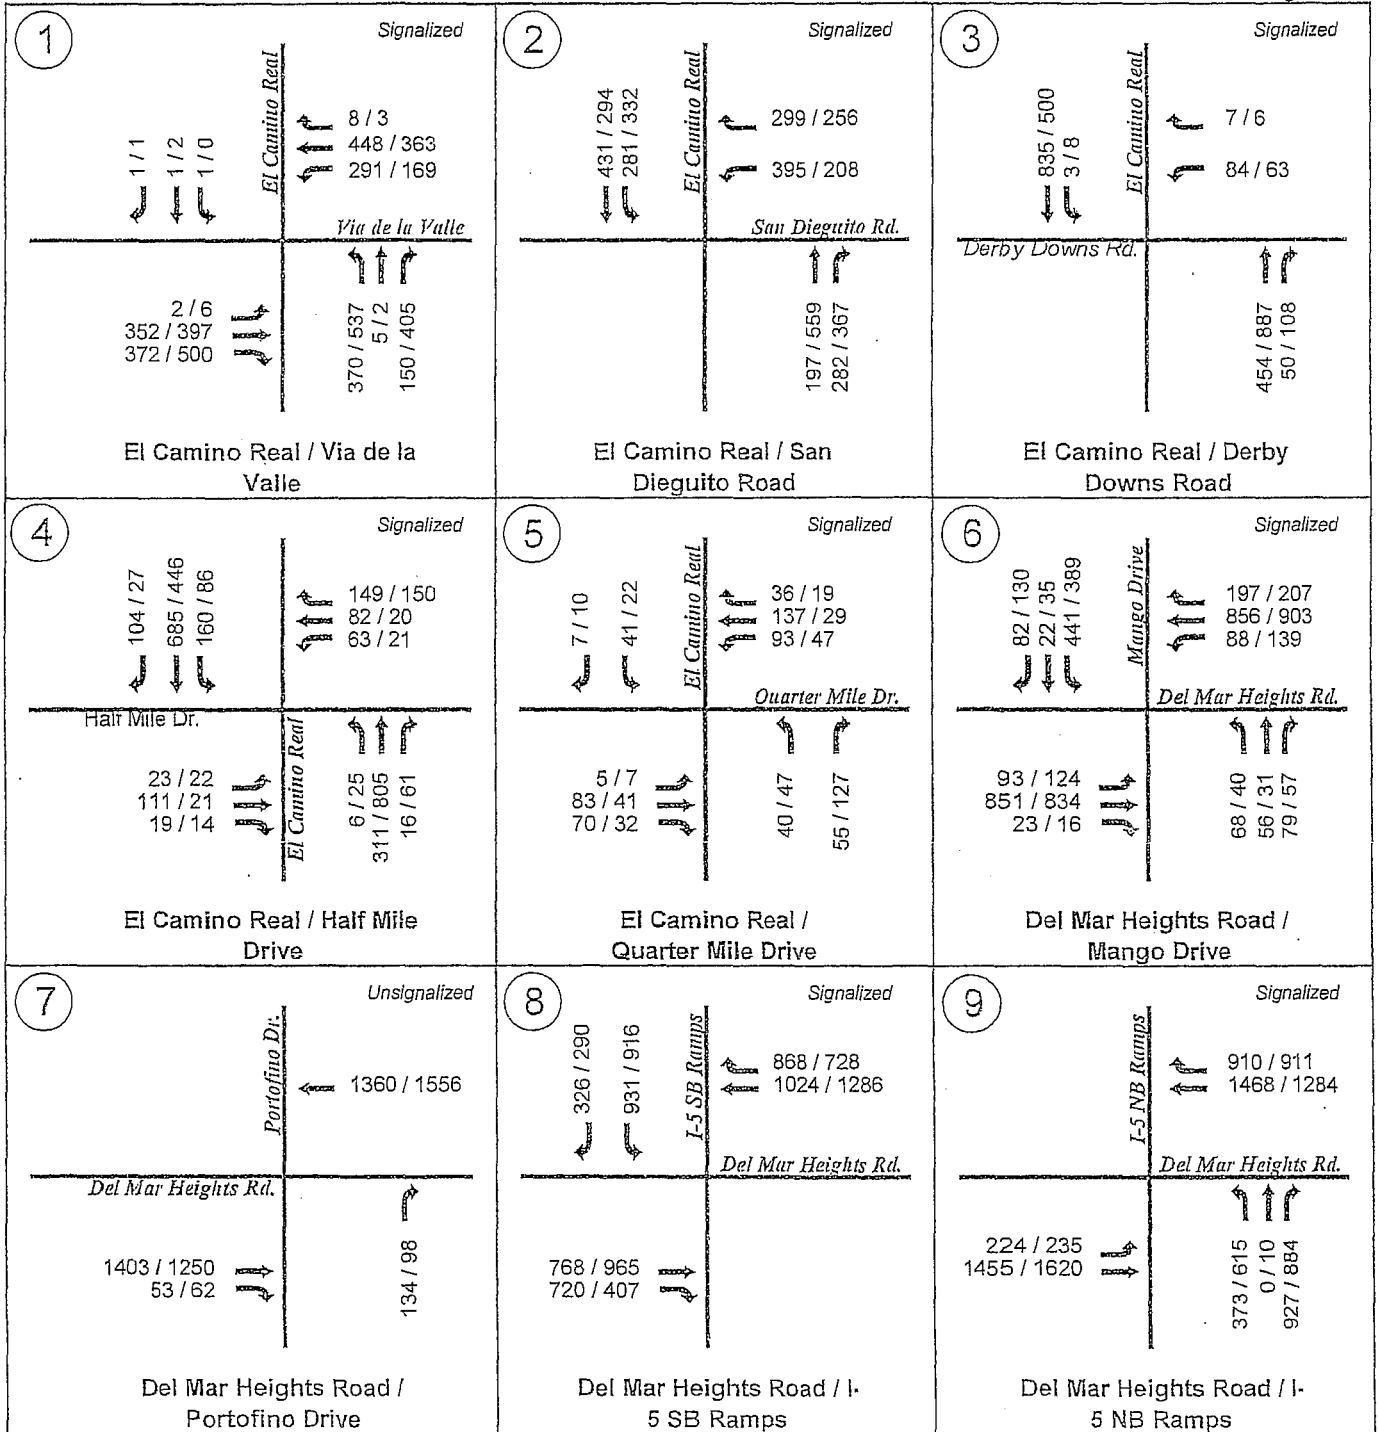 1
Signalized
El Camino Real
1 / 1
1 / 2
1 / 0
8 / 3
448 / 363
291 / 169
Via de la Valle
2 / 6
352 / 397
372 / 500
370 / 537
5 / 2
150 / 405
El Camino Real / Via de la
Valle
2
Signalized
El Camino Real
431 / 294
281 / 332
299 / 256
395 / 208
San Dieguito Rd.
197 / 559
282 / 367
El Camino Real / San
Dieguito Road
3
Signalized
El Camino Real
835 / 500
3 / 8
7 / 6
84 / 63
Derby Downs Rd.
454 / 887
50 / 108
El Camino Real / Derby
Downs Road
4
Signalized
104 / 27
685 / 446
160 / 86
149 / 150
82 / 20
63 / 21
Half Mile Dr.
El Camino Real
23 / 22
111 / 21
19 / 14
6 / 25
311 / 805
16 / 61
El Camino Real / Half Mile
Drive
5
Signalized
El Camino Real
7 / 10
41 / 22
36 / 19
137 / 29
93 / 47
Quarter Mile Dr.
5 / 7
83 / 41
70 / 32
40 / 47
55 / 127
El Camino Real /
Quarter Mile Drive
6
Signalized
Mango Drive
82 / 130
22 / 35
441 / 389
197 / 207
856 / 903
88 / 139
Del Mar Heights Rd.
93 / 124
851 / 834
23 / 16
68 / 40
56 / 31
79 / 57
Del Mar Heights Road /
Mango Drive
7
Unsignalized
Portofino Dr.
1360 / 1556
Del Mar Heights Rd.
1403 / 1250
53 / 62
134 / 98
Del Mar Heights Road /
Portofino Drive
8
Signalized
I-5 SB Ramps
326 / 290
931 / 916
868 / 728
1024 / 1286
Del Mar Heights Rd.
768 / 965
720 / 407
Del Mar Heights Road / I-
5 SB Ramps
9
Signalized
I-5 NB Ramps
910 / 911
1468 / 1284
Del Mar Heights Rd.
224 / 235
1455 / 1620
373 / 615
0 / 10
927 / 884
Del Mar Heights Road / I-
5 NB Ramps